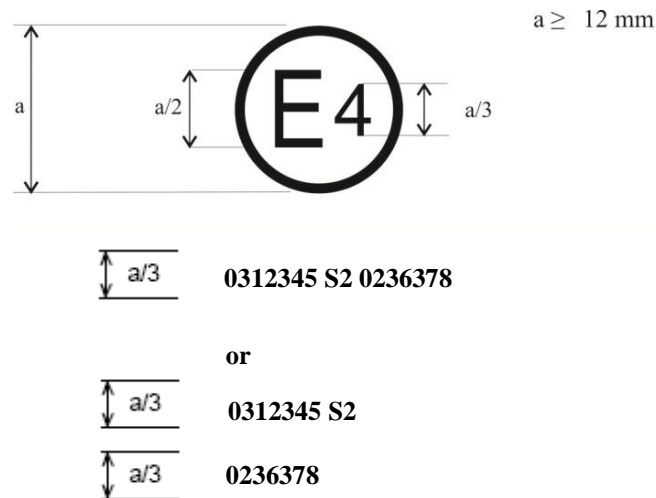 a ≥ 12 mm
a
a/2
E4
a/3
a/3
0312345 S2 0236378
or
a/3
0312345 S2
a/3
0236378